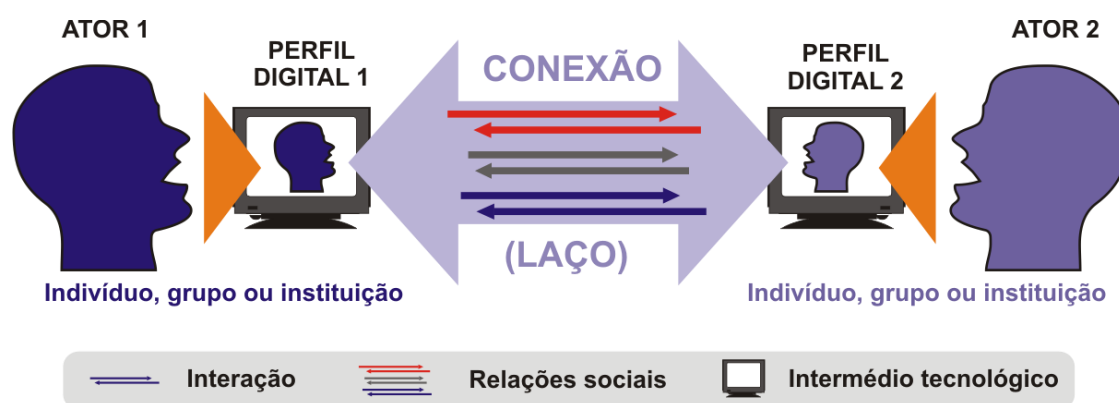 ATOR 1
PERFIL
DIGITAL 1
CONEXÃO
(LAÇO)
PERFIL
DIGITAL 2
ATOR 2
Indivíduo, grupo ou instituição
Indivíduo, grupo ou instituição
Interação
Relações sociais
Intermédio tecnológico